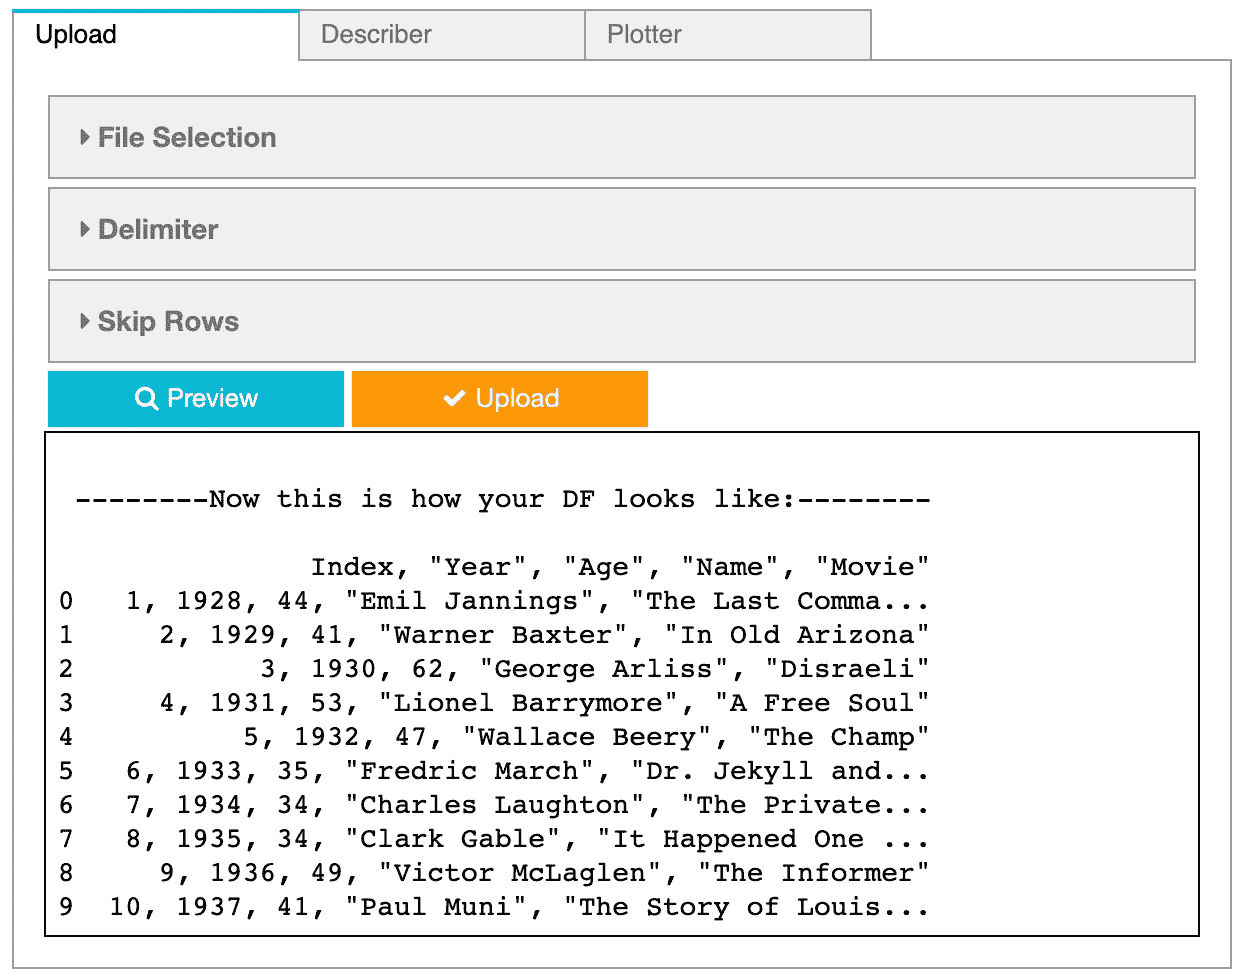 Upload Describer Plotter
File Selection
Delimiter
Skip Rows
Preview Upload
--------Now this is how your DF looks like:--------
Index, "Year", "Age", "Name", "Movie"
0 1, 1928, 44, "Emil Jannings", "The Last Comma...
1 2, 1929, 41, "Warner Baxter", "In Old Arizona"
2 3, 1930, 62, "George Arliss", "Disraeli"
3 4, 1931, 53, "Lionel Barrymore", "A Free Soul"
4 5, 1932, 47, "Wallace Beery", "The Champ"
5 6, 1933, 35, "Fredric March", "Dr. Jekyll and...
6 7, 1934, 34, "Charles Laughton", "The Private...
7 8, 1935, 34, "Clark Gable", "It Happened One ...
8 9, 1936, 49, "Victor McLaglen", "The Informer"
9 10, 1937, 41, "Paul Muni", "The Story of Louis...